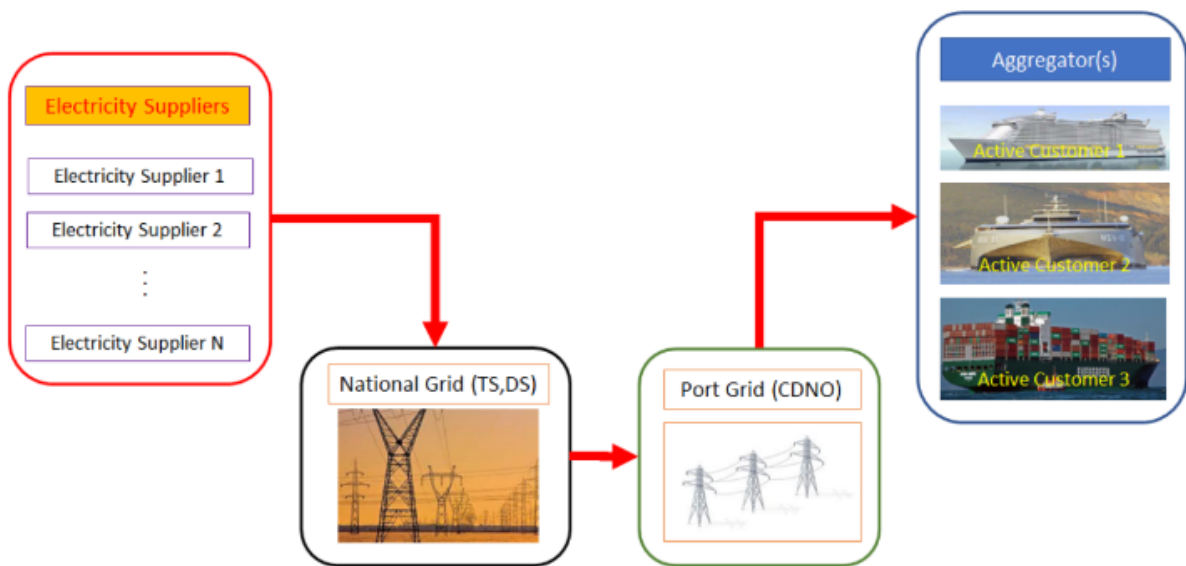 Electricity Suppliers
Electricity Supplier 1
Electricity Supplier 2
⋮
Electricity Supplier N
National Grid (TS,DS)
Port Grid (CDNO)
Aggregator(s)
Active Customer 1
Active Customer 2
Active Customer 3